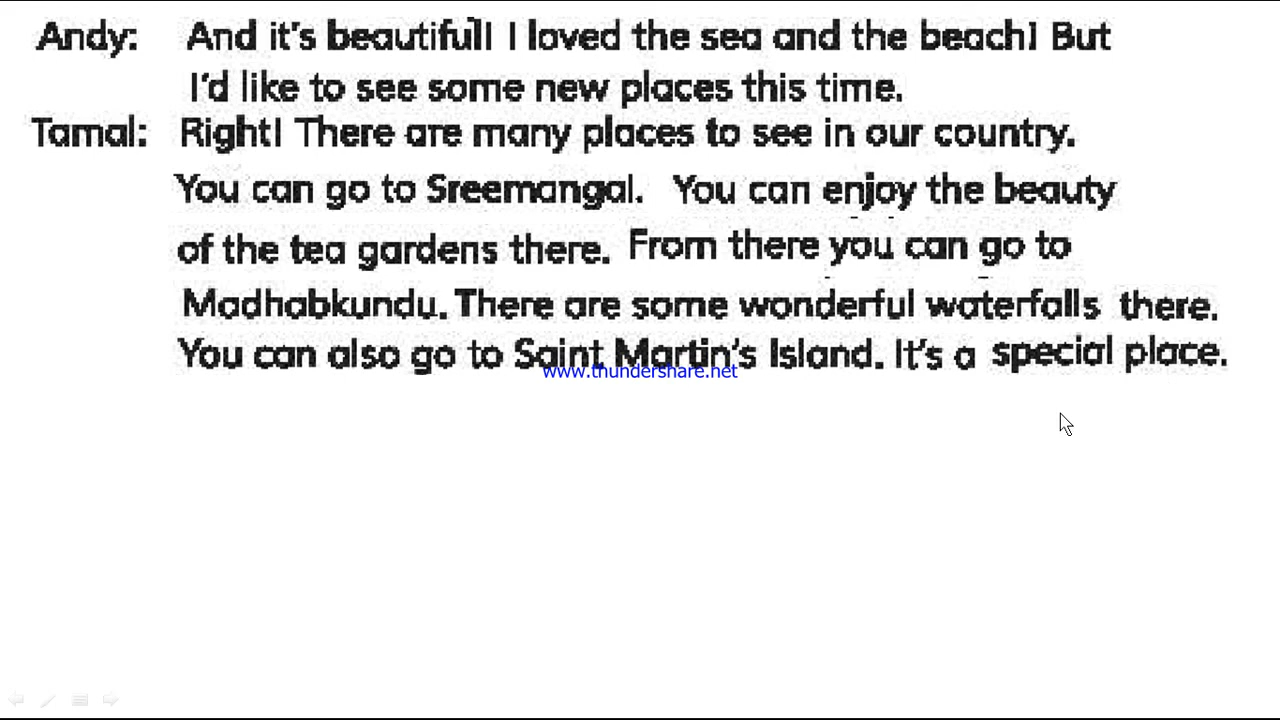 Andy: And it's beautiful! I loved the sea and the beach! But
I'd like to see some new places this time.
Tamal: Right! There are many places to see in our country.
You can go to Sreemangal. You can enjoy the beauty
of the tea gardens there. From there you can go to
Madhabkundu. There are some wonderful waterfalls there.
You can also go to Saint Martin's Island. It's a special place.
www.thundershare.net